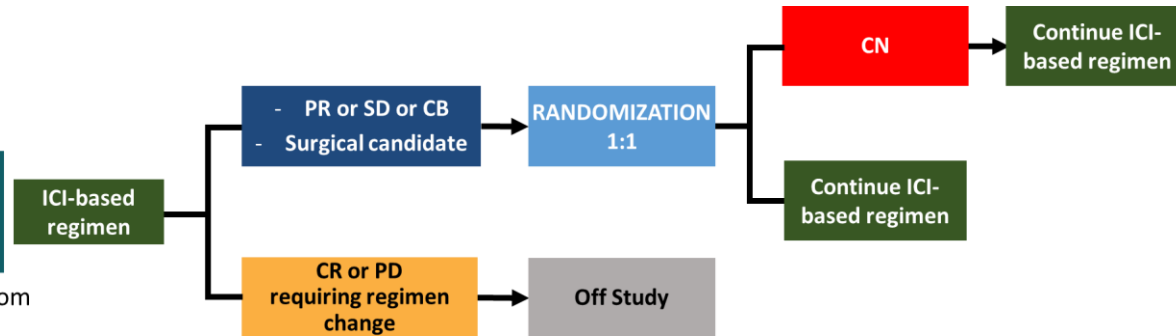 ICI-based
regimen
- PR or SD or CB
- Surgical candidate
RANDOMIZATION
1:1
CN
Continue ICI-
based regimen
Continue ICI-
based regimen
CR or PD
requiring regimen
change
Off Study